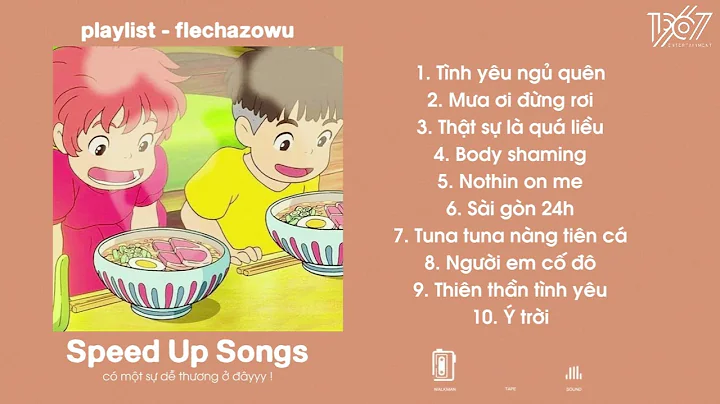 playlist - flechazowu
1967
ENTERTAINMENT
1. Tình yêu ngủ quên
2. Mưa ơi đừng rơi
3. Thật sự là quá liều
4. Body shaming
5. Nothin on me
6. Sài gòn 24h
7. Tuna tuna nàng tiên cá
8. Người em cố đô
9. Thiên thần tình yêu
10. Ý trời
Speed Up Songs
có một sự dễ thương ở đâyyy !
WALKMAN
TAPE
SOUND